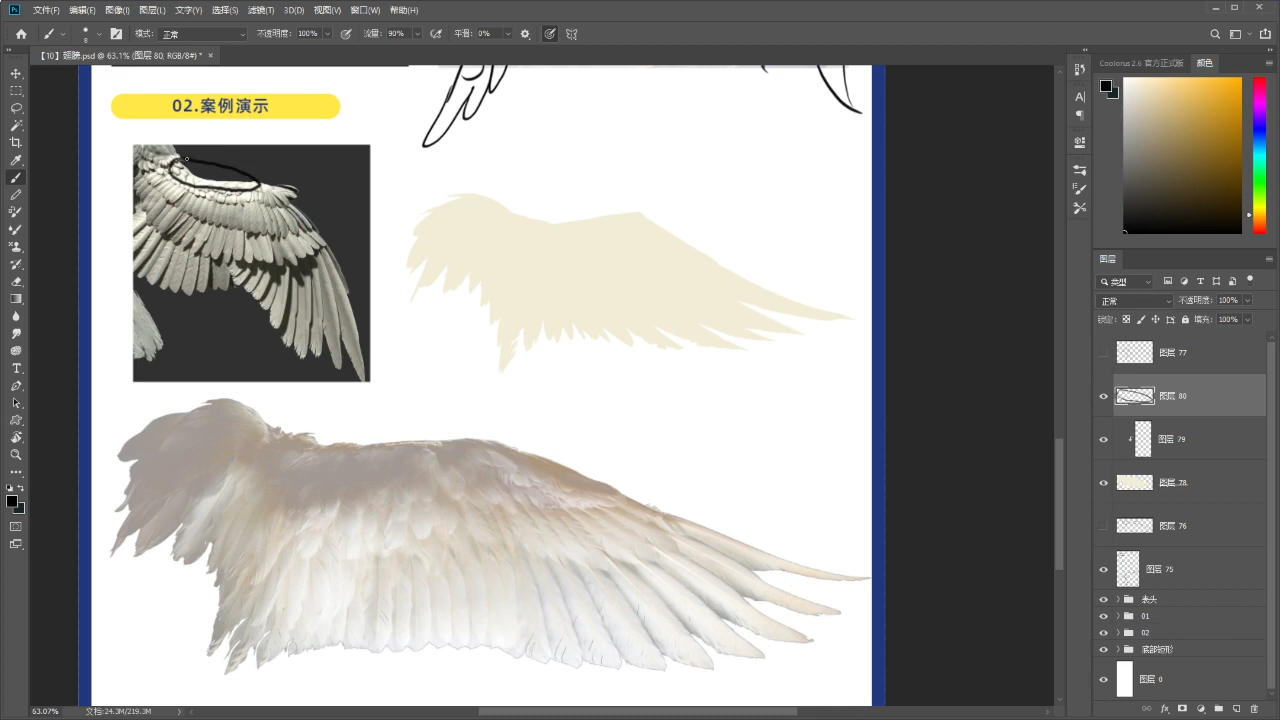 文件(F) 编辑(E) 图像(I) 图层(L) 文字(Y) 选择(S) 滤镜(T) 3D(D) 视图(V) 窗口(W) 帮助(H)
8 模式: 正常 不透明度: 100% 流量: 90% 平滑: 0%
【10】翅膀.psd @ 63.1% (图层 80, RGB/8#) * ×
Coolorus 2.6 官方正式版 颜色
02.案例演示
图层
类型
正常 不透明度: 100%
锁定: 填充: 100%
图层 77
图层 80
图层 79
图层 78
图层 76
图层 75
表头
01
02
底部矩形
图层 0
63.07% 文档:24.3M/219.3M